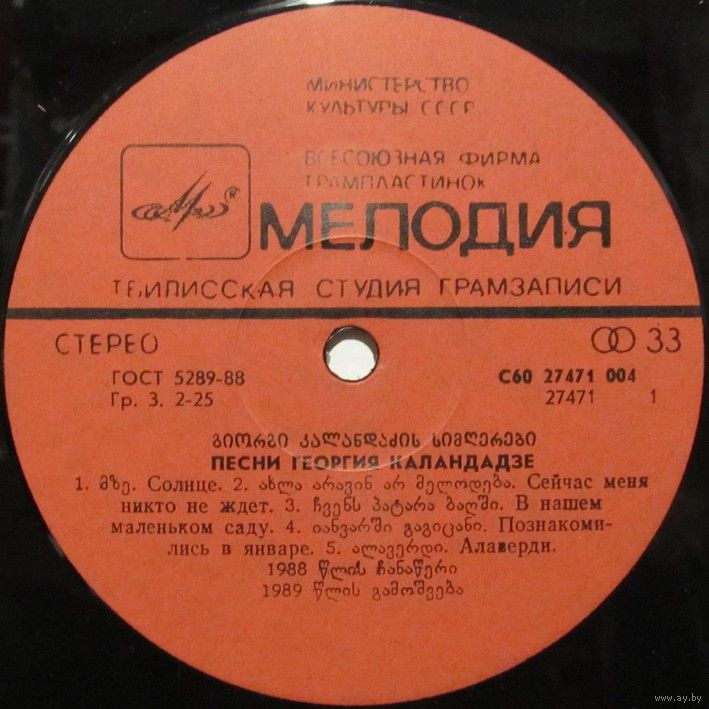 МИНИСТЕРСТВО
КУЛЬТУРЫ СССР
ВСЕСОЮЗНАЯ ФИРМА
ГРАМПЛАСТИНОК
МЕЛОДИЯ
ТБИЛИССКАЯ СТУДИЯ ГРАМЗАПИСИ
СТЕРЕО 33
ГОСТ 5289-88 С60 27471 004
Гр. 3. 2-25 27471 1
გიორგი კალანდაძის სიმღერები
ПЕСНИ ГЕОРГИЯ КАЛАНДАДЗЕ
1. მზე. Солнце. 2. ახლა არავინ არ მელოდება. Сейчас меня
никто не ждет. 3. ჩვენს პატარა ბაღში. В нашем
маленьком саду. 4. იანვარში გაგიცანი. Познакоми-
лись в январе. 5. ალავერდი. Алаверди.
1988 წლის ჩანაწერი
1989 წლის გამოშვება
www.ay.by